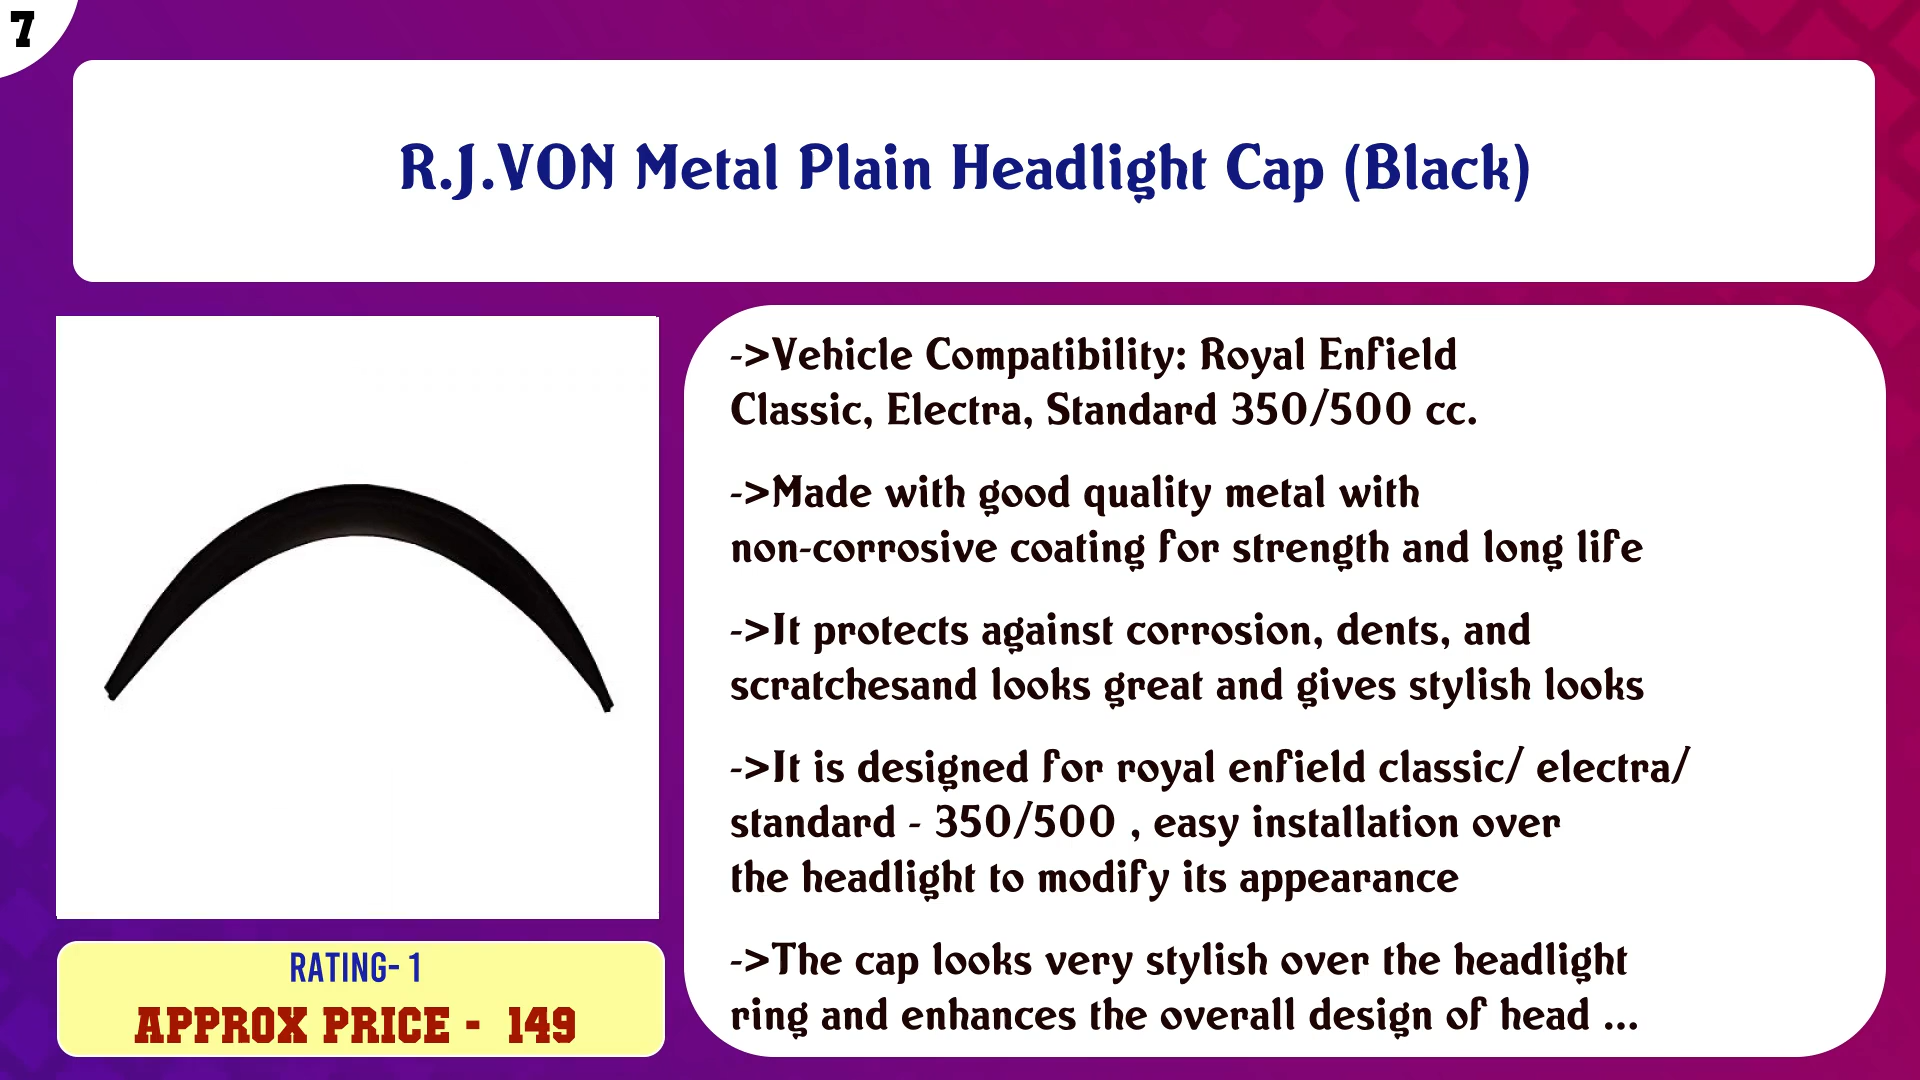 7
R.J.VON Metal Plain Headlight Cap (Black)
->Vehicle Compatibility: Royal Enfield
Classic, Electra, Standard 350/500 cc.
->Made with good quality metal with
non-corrosive coating for strength and long life
->It protects against corrosion, dents, and
scratchesand looks great and gives stylish looks
->It is designed for royal enfield classic/ electra/
standard - 350/500 , easy installation over
the headlight to modify its appearance
->The cap looks very stylish over the headlight
ring and enhances the overall design of head ...
RATING- 1
APPROX PRICE - 149